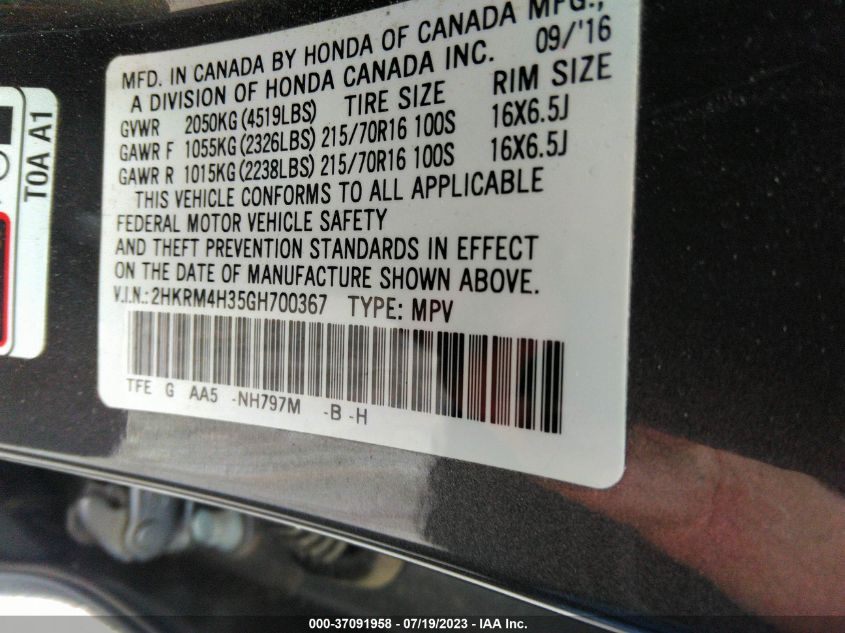 MFD. IN CANADA BY HONDA OF CANADA MFG.,
A DIVISION OF HONDA CANADA INC. 09/'16
GVWR 2050KG (4519LBS) TIRE SIZE RIM SIZE
GAWR F 1055KG (2326LBS) 215/70R16 100S 16X6.5J
GAWR R 1015KG (2238LBS) 215/70R16 100S 16X6.5J
THIS VEHICLE CONFORMS TO ALL APPLICABLE
FEDERAL MOTOR VEHICLE SAFETY
AND THEFT PREVENTION STANDARDS IN EFFECT
ON THE DATE OF MANUFACTURE SHOWN ABOVE.
V.I.N.: 2HKRM4H35GH700367 TYPE: MPV
TFE G AA5 -NH797M -B -H
T0A A1
000-37091958 / 07/19/2023 - IAA Inc.